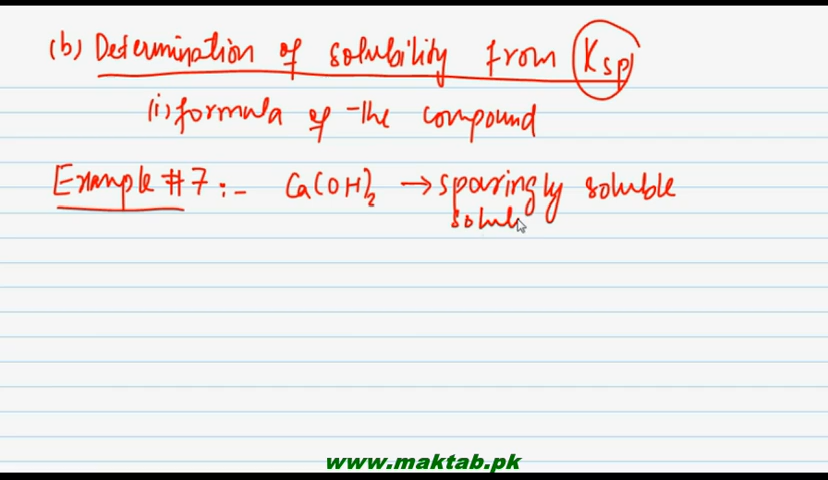 (b) Determination of solubility from Ksp
(i) formula of the compound
Example #7:- Ca(OH)₂ → sparingly soluble
solub
www.maktab.pk